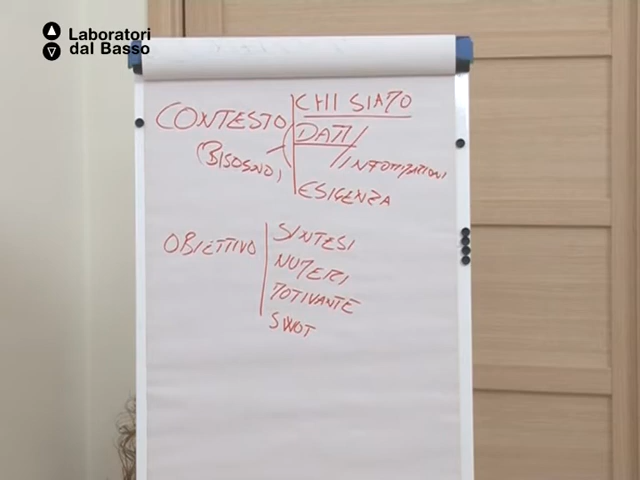 Laboratori
dal Basso
CONTESTO
(BISOGNO)
CHI SIAMO
DATI/
/INFORMAZIONI
ESIGENZA
OBIETTIVO
SINTESI
NUMERI
MOTIVANTE
SWOT